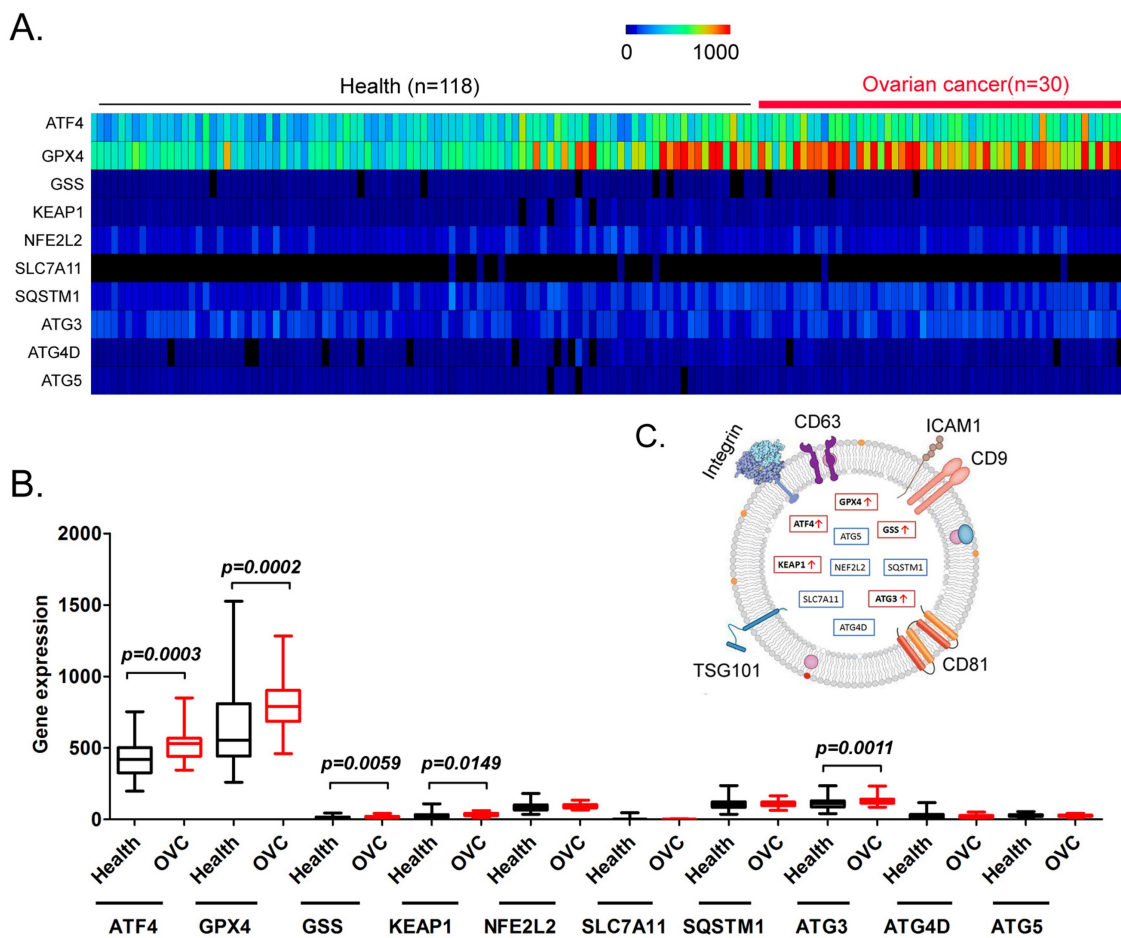 A.
0 1000
Health (n=118)
Ovarian cancer(n=30)
ATF4
GPX4
GSS
KEAP1
NFE2L2
SLC7A11
SQSTM1
ATG3
ATG4D
ATG5
C.
Integrin
CD63
ICAM1
CD9
GPX4 ↑
ATF4 ↑
GSS ↑
ATG5
KEAP1 ↑
NEF2L2
SQSTM1
SLC7A11
ATG3 ↑
ATG4D
TSG101
CD81
B.
Gene expression
2000
1500
1000
500
0
p=0.0003
p=0.0002
p=0.0059
p=0.0149
p=0.0011
Health OVC Health OVC Health OVC Health OVC Health OVC Health OVC Health OVC Health OVC Health OVC Health OVC
ATF4 GPX4 GSS KEAP1 NFE2L2 SLC7A11 SQSTM1 ATG3 ATG4D ATG5